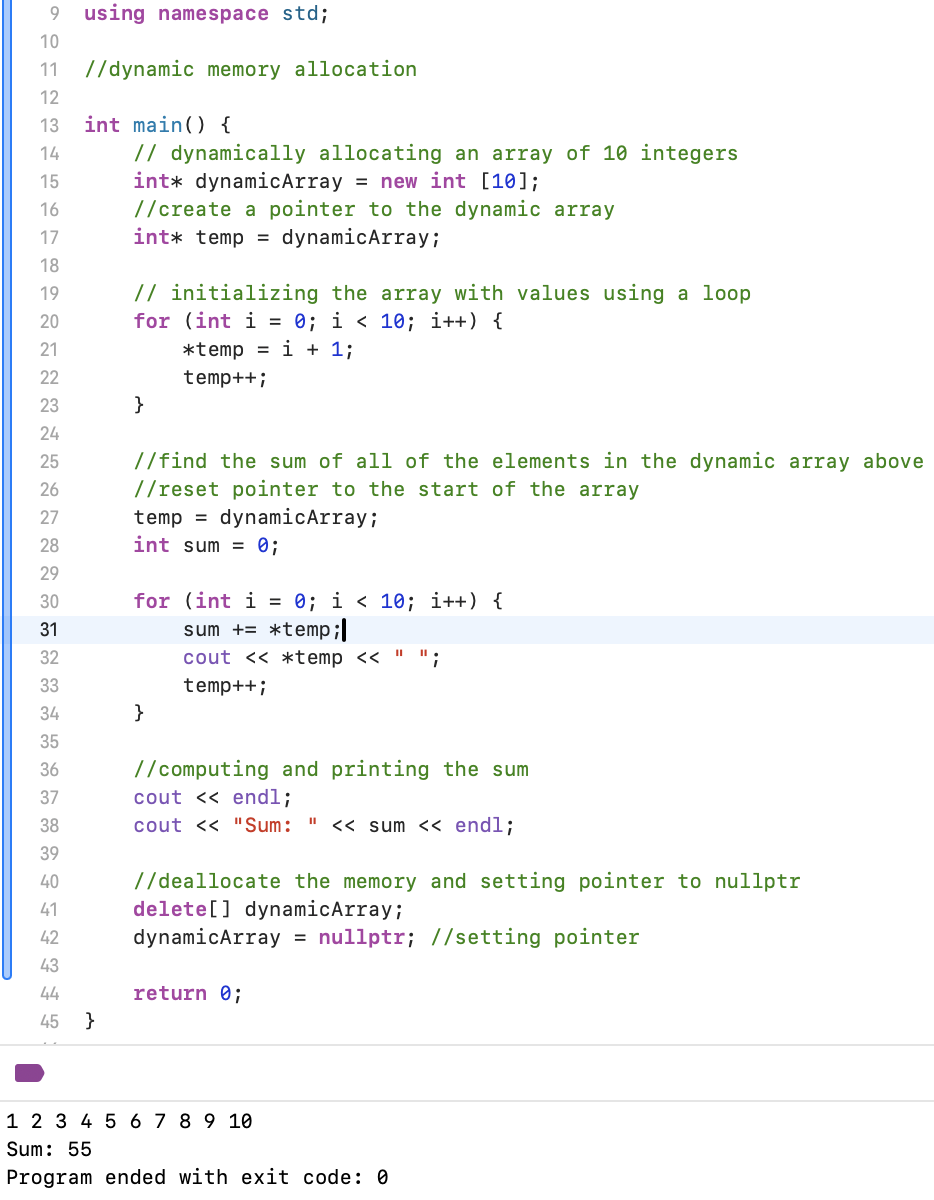 9 using namespace std;
10
11 //dynamic memory allocation
12
13 int main() {
14     // dynamically allocating an array of 10 integers
15     int* dynamicArray = new int [10];
16     //create a pointer to the dynamic array
17     int* temp = dynamicArray;
18
19     // initializing the array with values using a loop
20     for (int i = 0; i < 10; i++) {
21         *temp = i + 1;
22         temp++;
23     }
24
25     //find the sum of all of the elements in the dynamic array above
26     //reset pointer to the start of the array
27     temp = dynamicArray;
28     int sum = 0;
29
30     for (int i = 0; i < 10; i++) {
31         sum += *temp;
32         cout << *temp << " ";
33         temp++;
34     }
35
36     //computing and printing the sum
37     cout << endl;
38     cout << "Sum: " << sum << endl;
39
40     //deallocate the memory and setting pointer to nullptr
41     delete[] dynamicArray;
42     dynamicArray = nullptr; //setting pointer
43
44     return 0;
45 }
1 2 3 4 5 6 7 8 9 10
Sum: 55
Program ended with exit code: 0